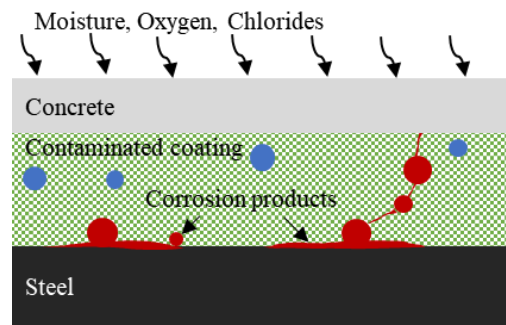 Moisture, Oxygen, Chlorides
Concrete
Contaminated coating
Corrosion products
Steel